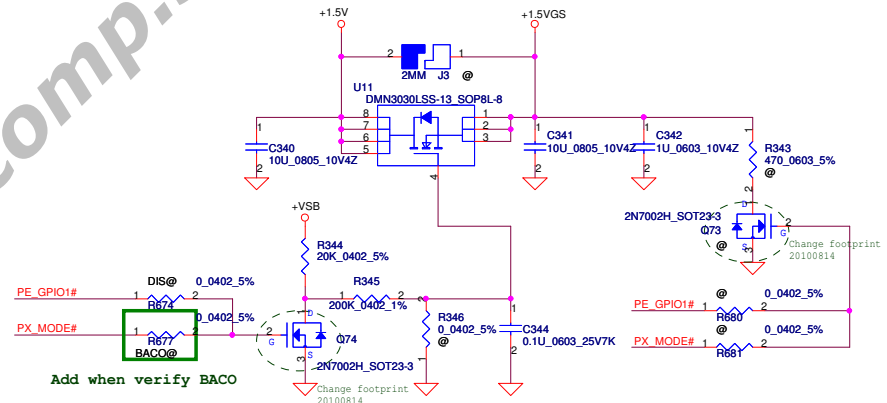 comp.
+1.5V
+1.5VGS
2 1
2MM J3 @
U11
DMN3030LSS-13_SOP8L-8
8 1
7 2
6 3
5
4
1
C340
10U_0805_10V4Z
2
1
C341
10U_0805_10V4Z
2
1
C342
1U_0603_10V4Z
2
1
R343
470_0603_5%
@
2
2N7002H_SOT23-3
D
Q73
G
2
@
S
3
Change footprint
20100814
+VSB
R344
20K_0402_5%
R345
200K_0402_1%
DIS@ 0_0402_5%
PE_GPIO1# 1 2
R674
0_0402_5%
PX_MODE# 1 2
R677
BACO@
Add when verify BACO
2
G
D
S
3
Q74
2N7002H_SOT23-3
Change footprint
20100814
2
R346
0_0402_5%
@
1
1
C344
0.1U_0603_25V7K
2
@ 0_0402_5%
PE_GPIO1# 1 2
R680
@ 0_0402_5%
PX_MODE# 1 2
R681